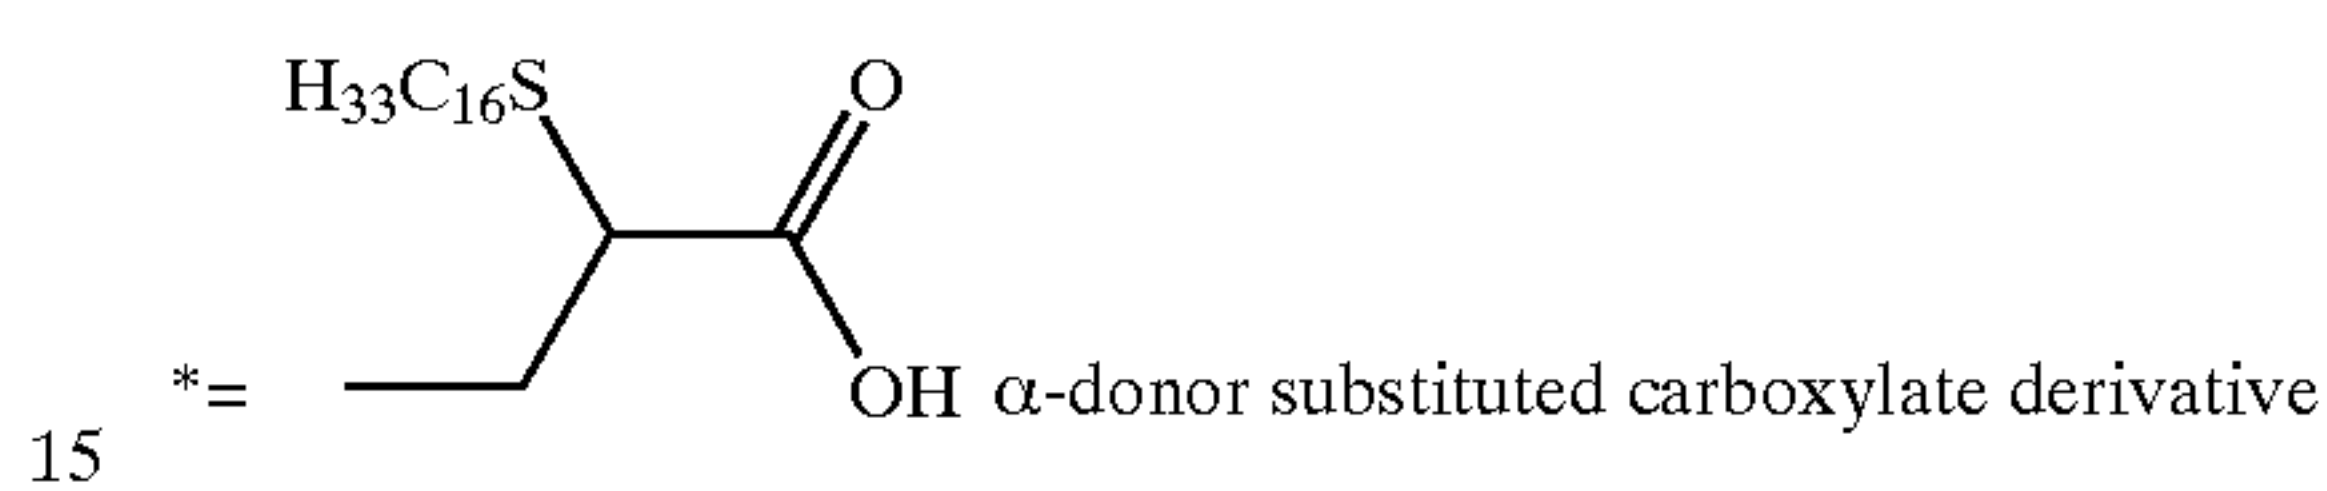 H₃₃C₁₆S O
*= OH α-donor substituted carboxylate derivative
15